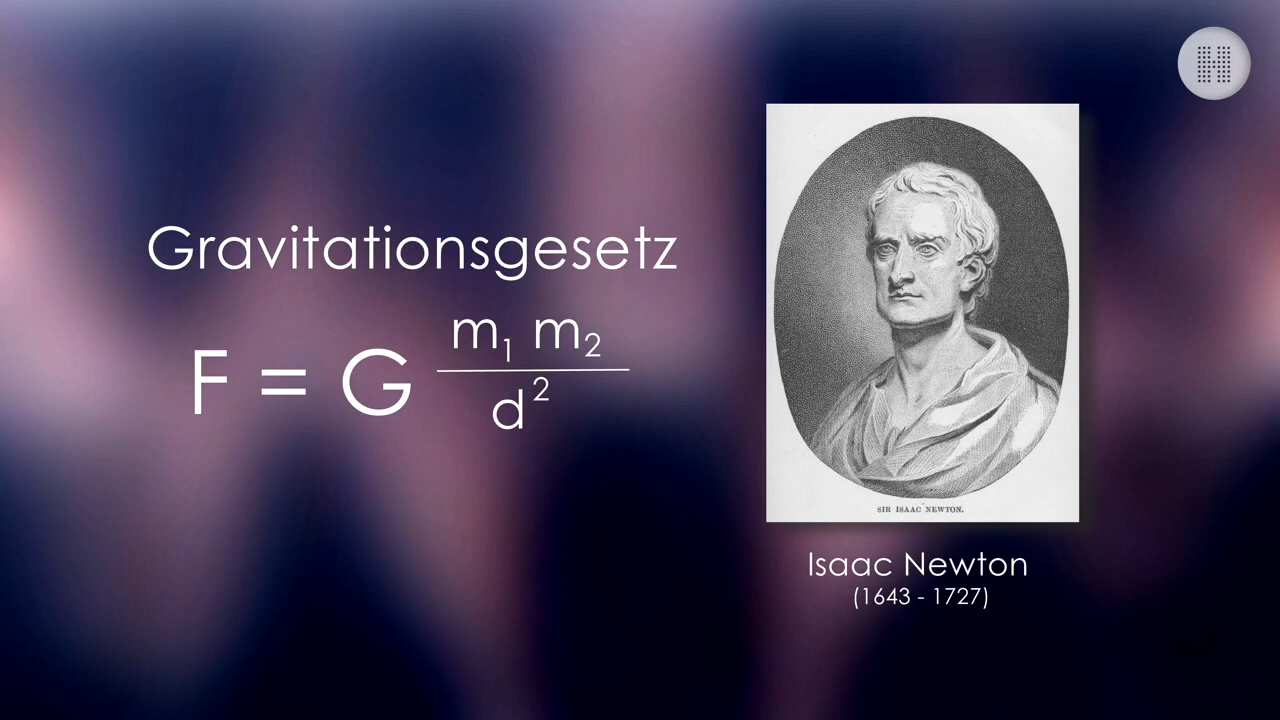 Gravitationsgesetz
F = G m₁ m₂ / d²
SIR ISAAC NEWTON.
Isaac Newton
(1643 - 1727)
H